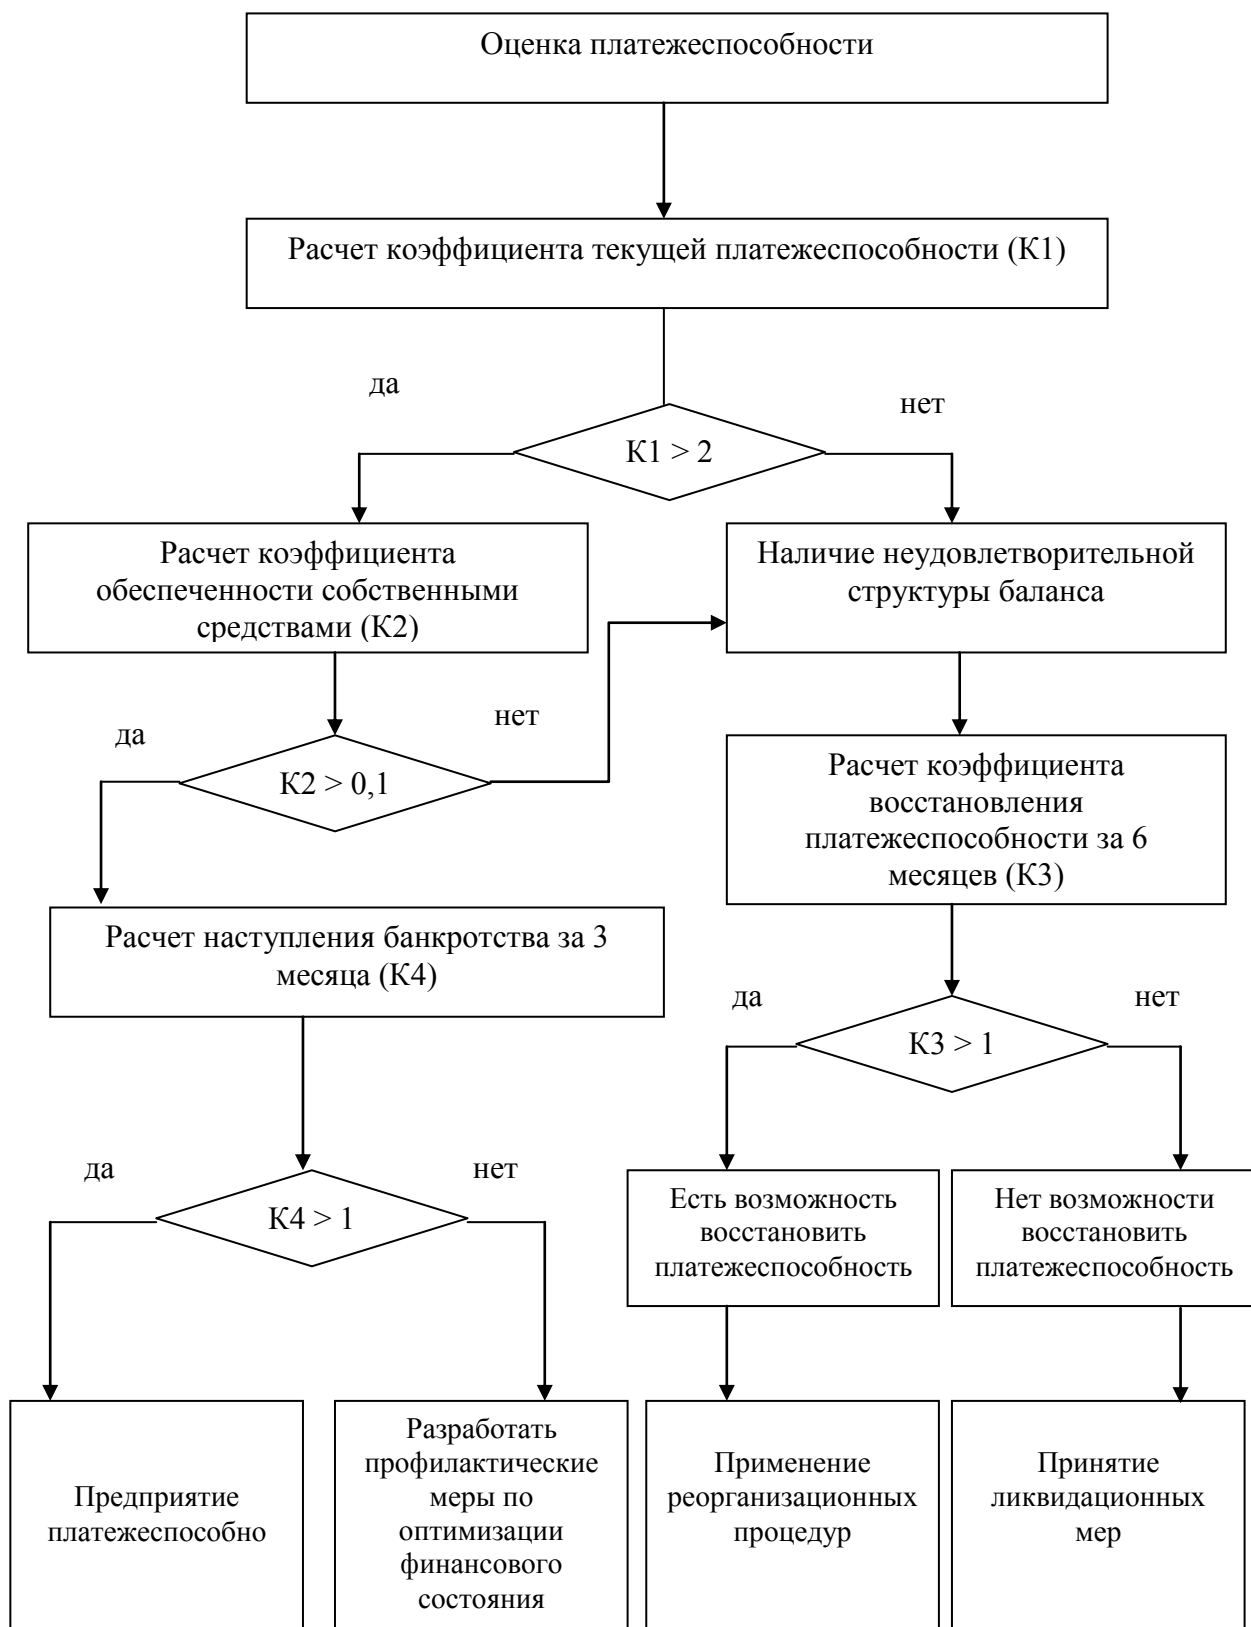 Оценка платежеспособности
Расчет коэффициента текущей платежеспособности (К1)
да
нет
К1 > 2
Расчет коэффициента
обеспеченности собственными
средствами (К2)
Наличие неудовлетворительной
структуры баланса
да
нет
К2 > 0,1
Расчет коэффициента
восстановления
платежеспособности за 6
месяцев (К3)
Расчет наступления банкротства за 3
месяца (К4)
да
нет
К3 > 1
да
нет
К4 > 1
Есть возможность
восстановить
платежеспособность
Нет возможности
восстановить
платежеспособность
Предприятие
платежеспособно
Разработать
профилактические
меры по
оптимизации
финансового
состояния
Применение
реорганизационных
процедур
Принятие
ликвидационных
мер